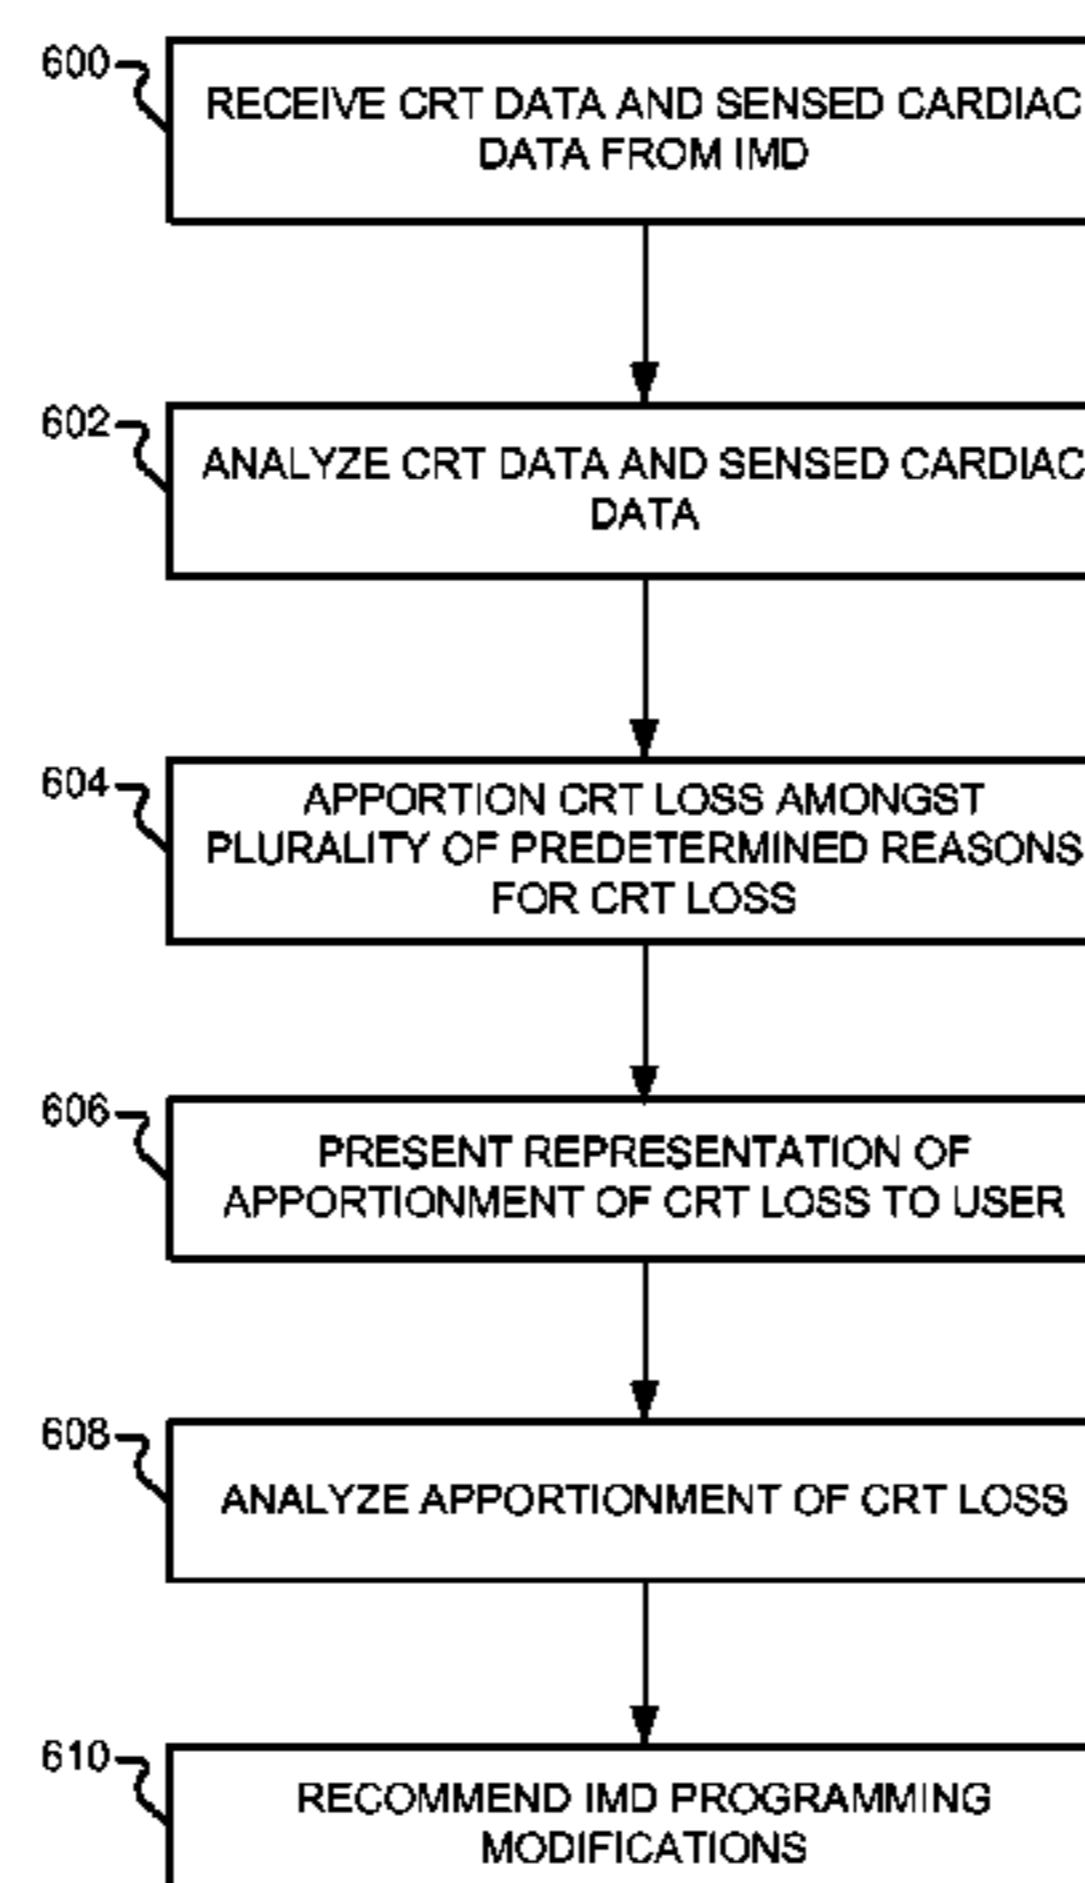 600
RECEIVE CRT DATA AND SENSED CARDIAC
DATA FROM IMD
602
ANALYZE CRT DATA AND SENSED CARDIAC
DATA
604
APPORTION CRT LOSS AMONGST
PLURALITY OF PREDETERMINED REASONS
FOR CRT LOSS
606
PRESENT REPRESENTATION OF
APPORTIONMENT OF CRT LOSS TO USER
608
ANALYZE APPORTIONMENT OF CRT LOSS
610
RECOMMEND IMD PROGRAMMING
MODIFICATIONS